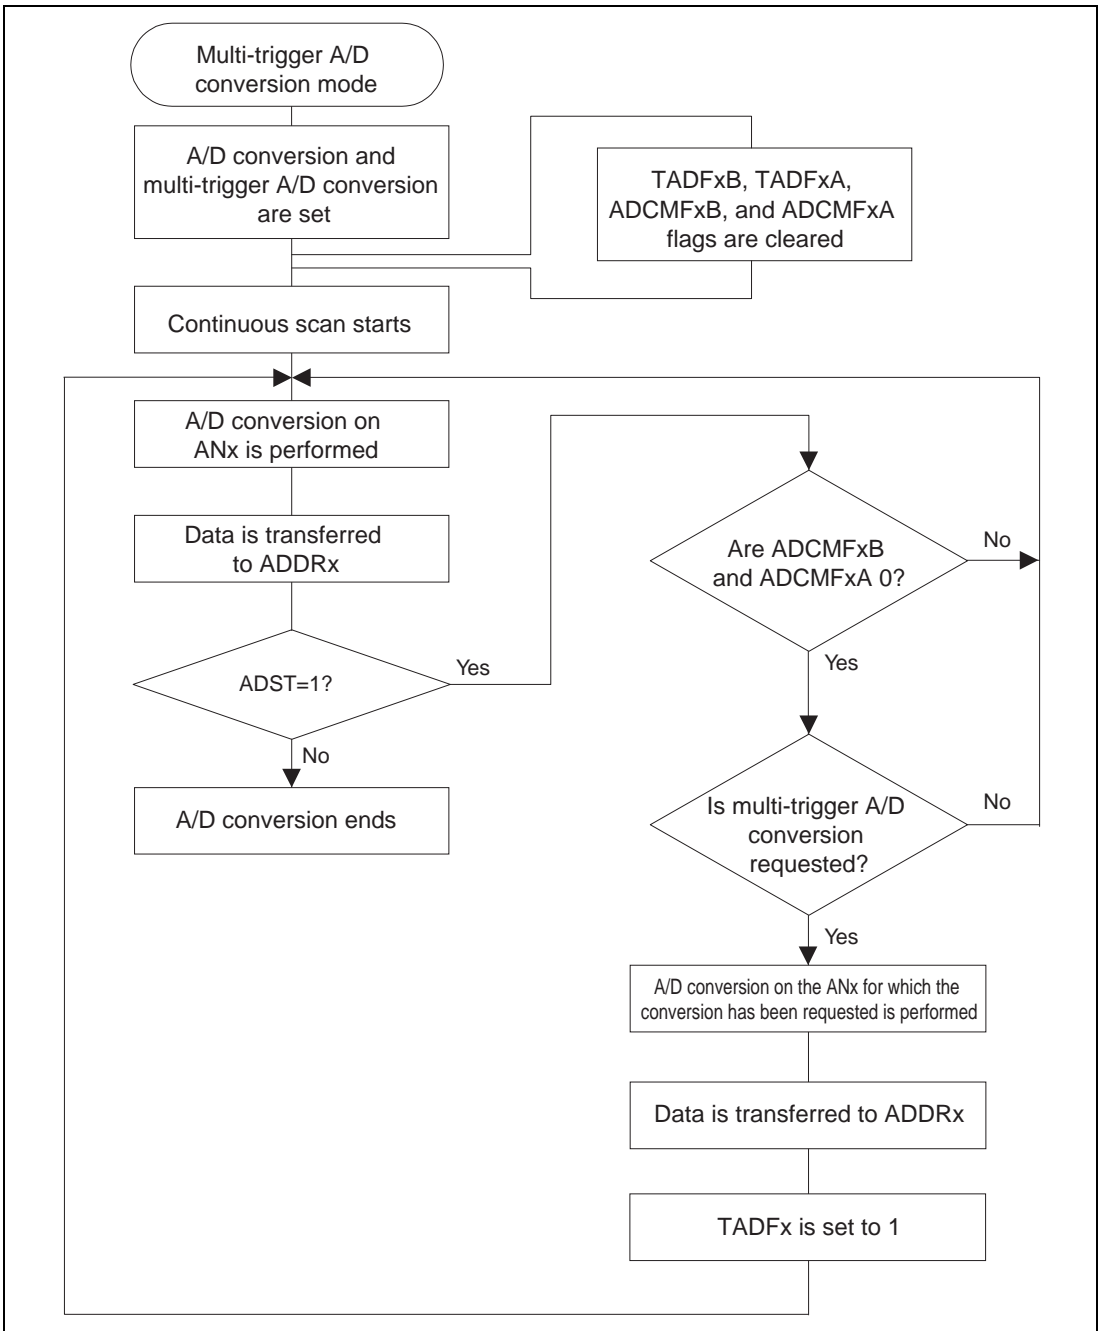 Multi-trigger A/D
conversion mode
A/D conversion and
multi-trigger A/D conversion
are set
TADFxB, TADFxA,
ADCMFxB, and ADCMFxA
flags are cleared
Continuous scan starts
A/D conversion on
ANx is performed
Data is transferred
to ADDRx
ADST=1?
Yes
No
A/D conversion ends
Are ADCMFxB
and ADCMFxA 0?
No
Yes
Is multi-trigger A/D
conversion
requested?
No
Yes
A/D conversion on the ANx for which the
conversion has been requested is performed
Data is transferred to ADDRx
TADFx is set to 1